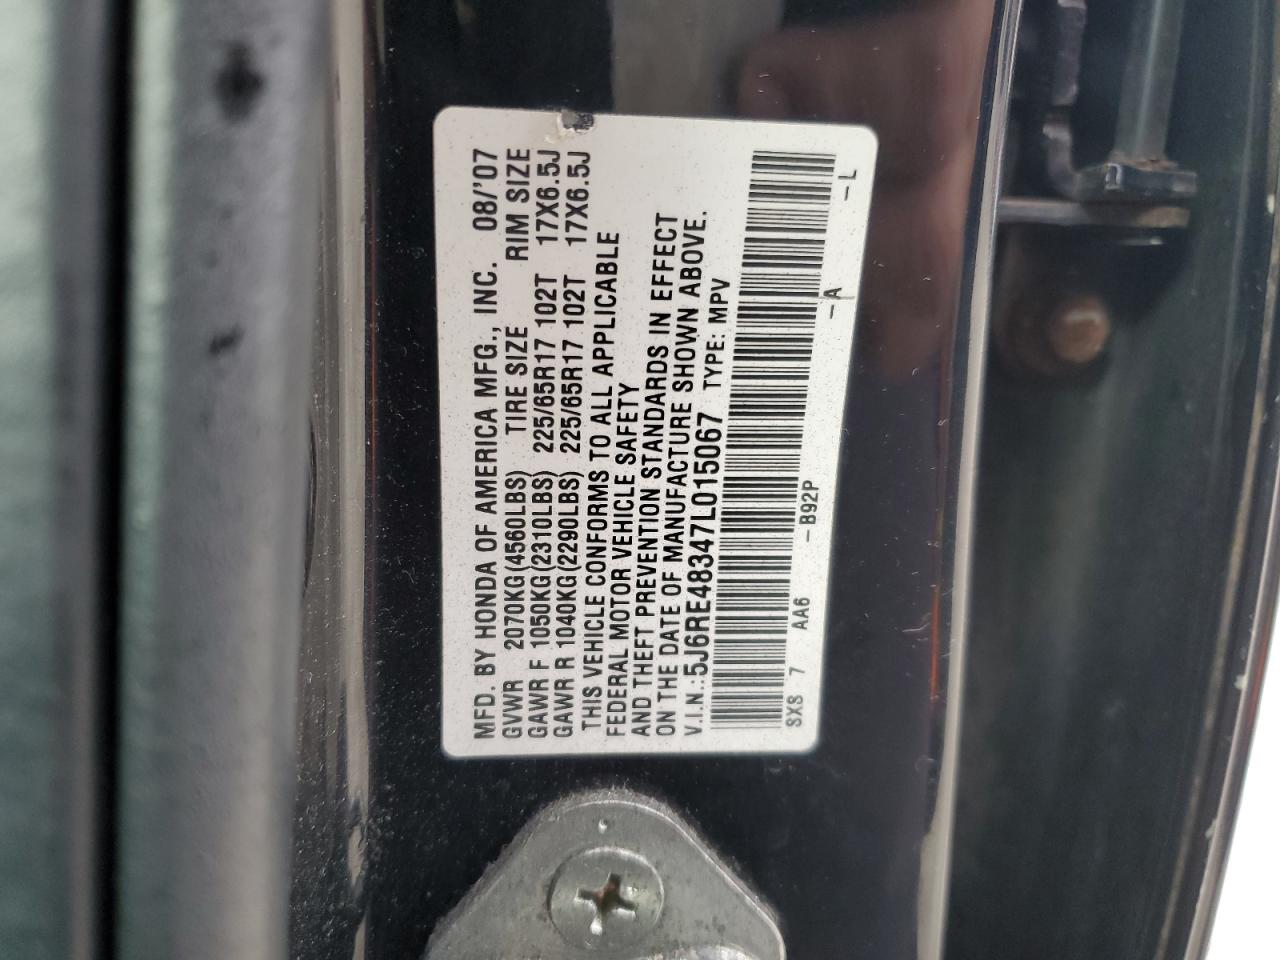 MFD. BY HONDA OF AMERICA MFG., INC. 08/'07
GVWR 2070KG(4560LBS) TIRE SIZE RIM SIZE
GAWR F 1050KG(2310LBS) 225/65R17 102T 17X6.5J
GAWR R 1040KG(2290LBS) 225/65R17 102T 17X6.5J
THIS VEHICLE CONFORMS TO ALL APPLICABLE
FEDERAL MOTOR VEHICLE SAFETY
AND THEFT PREVENTION STANDARDS IN EFFECT
ON THE DATE OF MANUFACTURE SHOWN ABOVE.
V.I.N.:5J6RE48347L015067 TYPE: MPV
SXS 7 AA6 -B92P -A -L